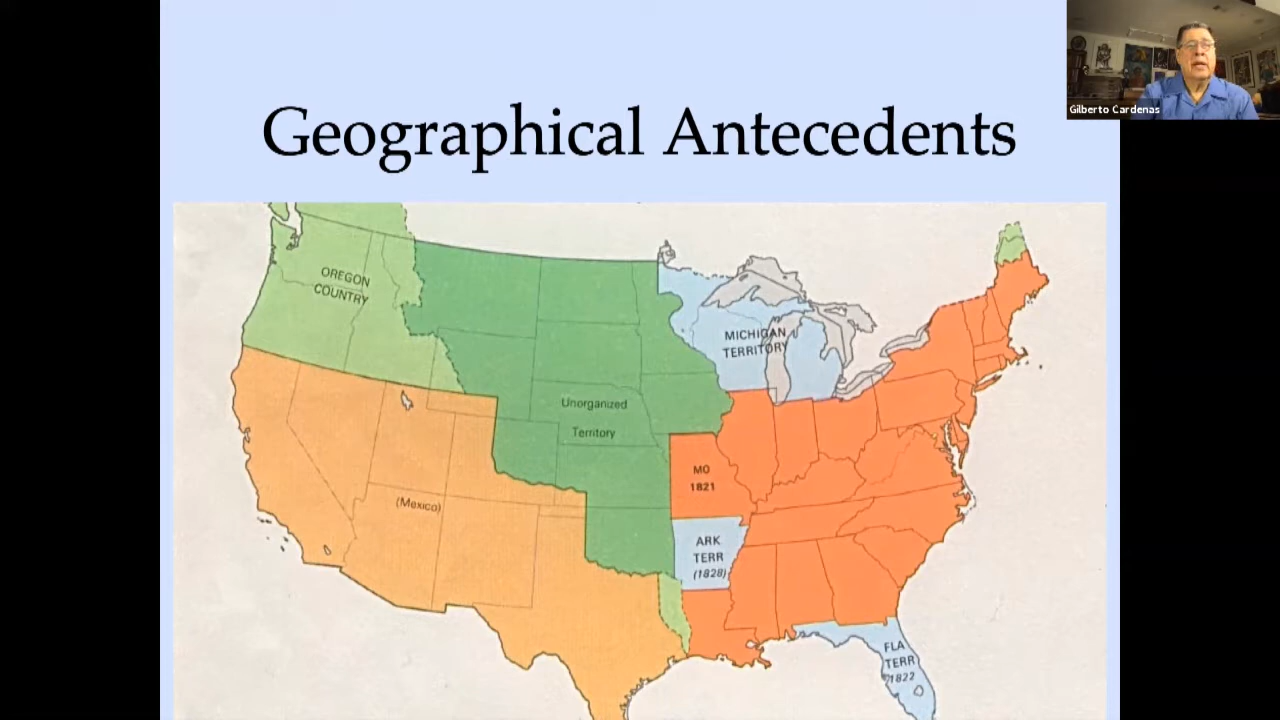 Geographical Antecedents
Gilberto Cardenas
OREGON
COUNTRY
MICHIGAN
TERRITORY
Unorganized
Territory
(Mexico)
MO
1821
ARK
TERR
(1828)
FLA
TERR
1822